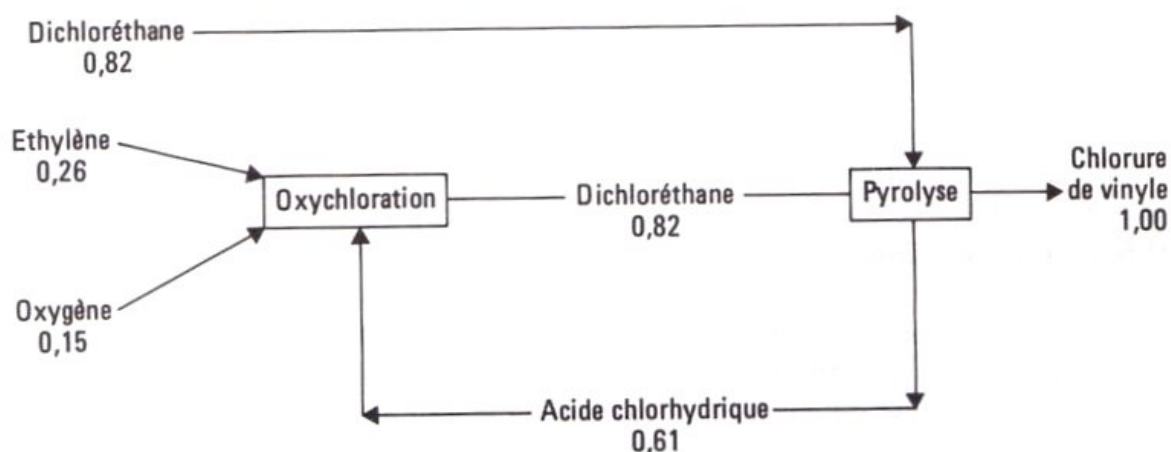 Dichloréthane
0,82
Ethylène
0,26
Oxychloration
Dichloréthane
0,82
Pyrolyse
Chlorure
de vinyle
1,00
Oxygène
0,15
Acide chlorhydrique
0,61